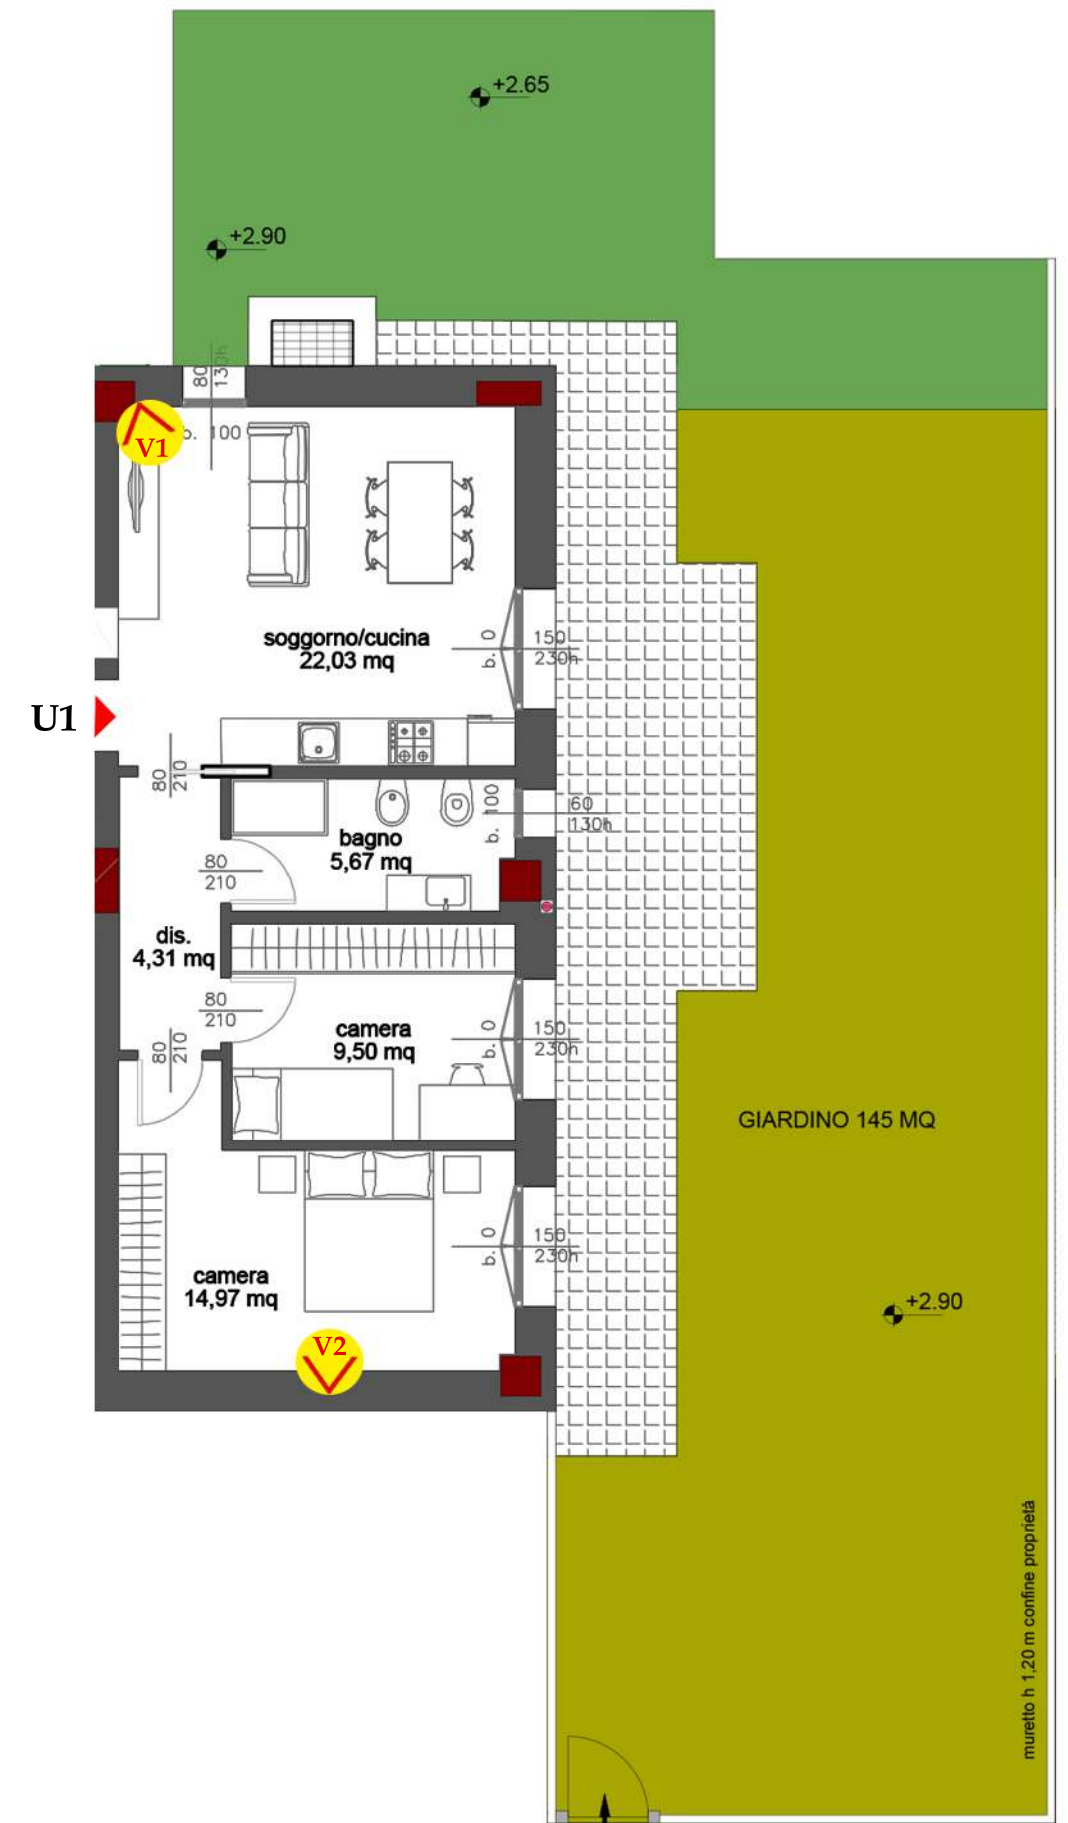 +2.65
+2.90
80
130h
b. 100
V1
soggorno/cucina
22,03 mq
b. 0
150
230h
U1
80
210
b. 100
60
130h
bagno
5,67 mq
80
210
dis.
4,31 mq
80
210
camera
9,50 mq
b. 0
150
230h
80
210
GIARDINO 145 MQ
b. 0
150
230h
camera
14,97 mq
+2.90
V2
muretto h 1,20 m confine proprietà